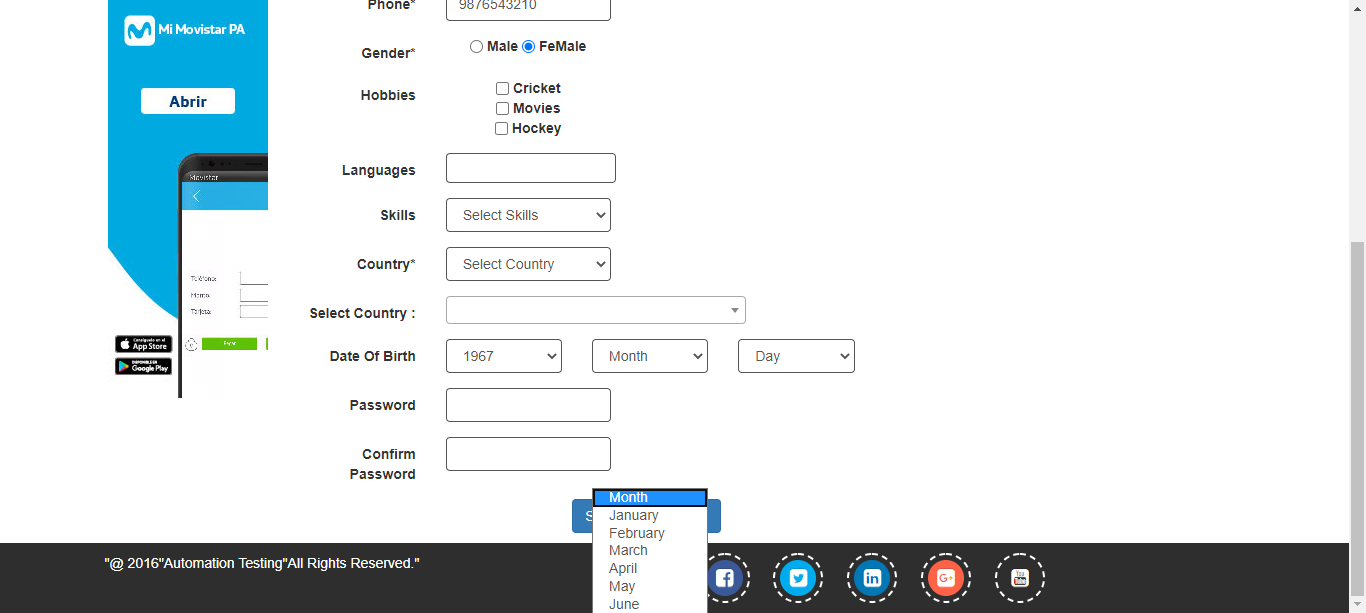 Phone* 9876543210
Mi Movistar PA
Gender* Male FeMale
Abrir
Hobbies Cricket
Movies
Hockey
Movistar
Languages
Skills Select Skills
Country* Select Country
Teléfono:
Monto:
Tarjeta:
Select Country :
Consíguelo en el
App Store
DISPONIBLE EN
Google Play
Date Of Birth 1967 Month Day
Password
Confirm
Password
Month
S
January
February
March
April
May
June
"@ 2016"Automation Testing"All Rights Reserved."
f
in
G+
You
Tube